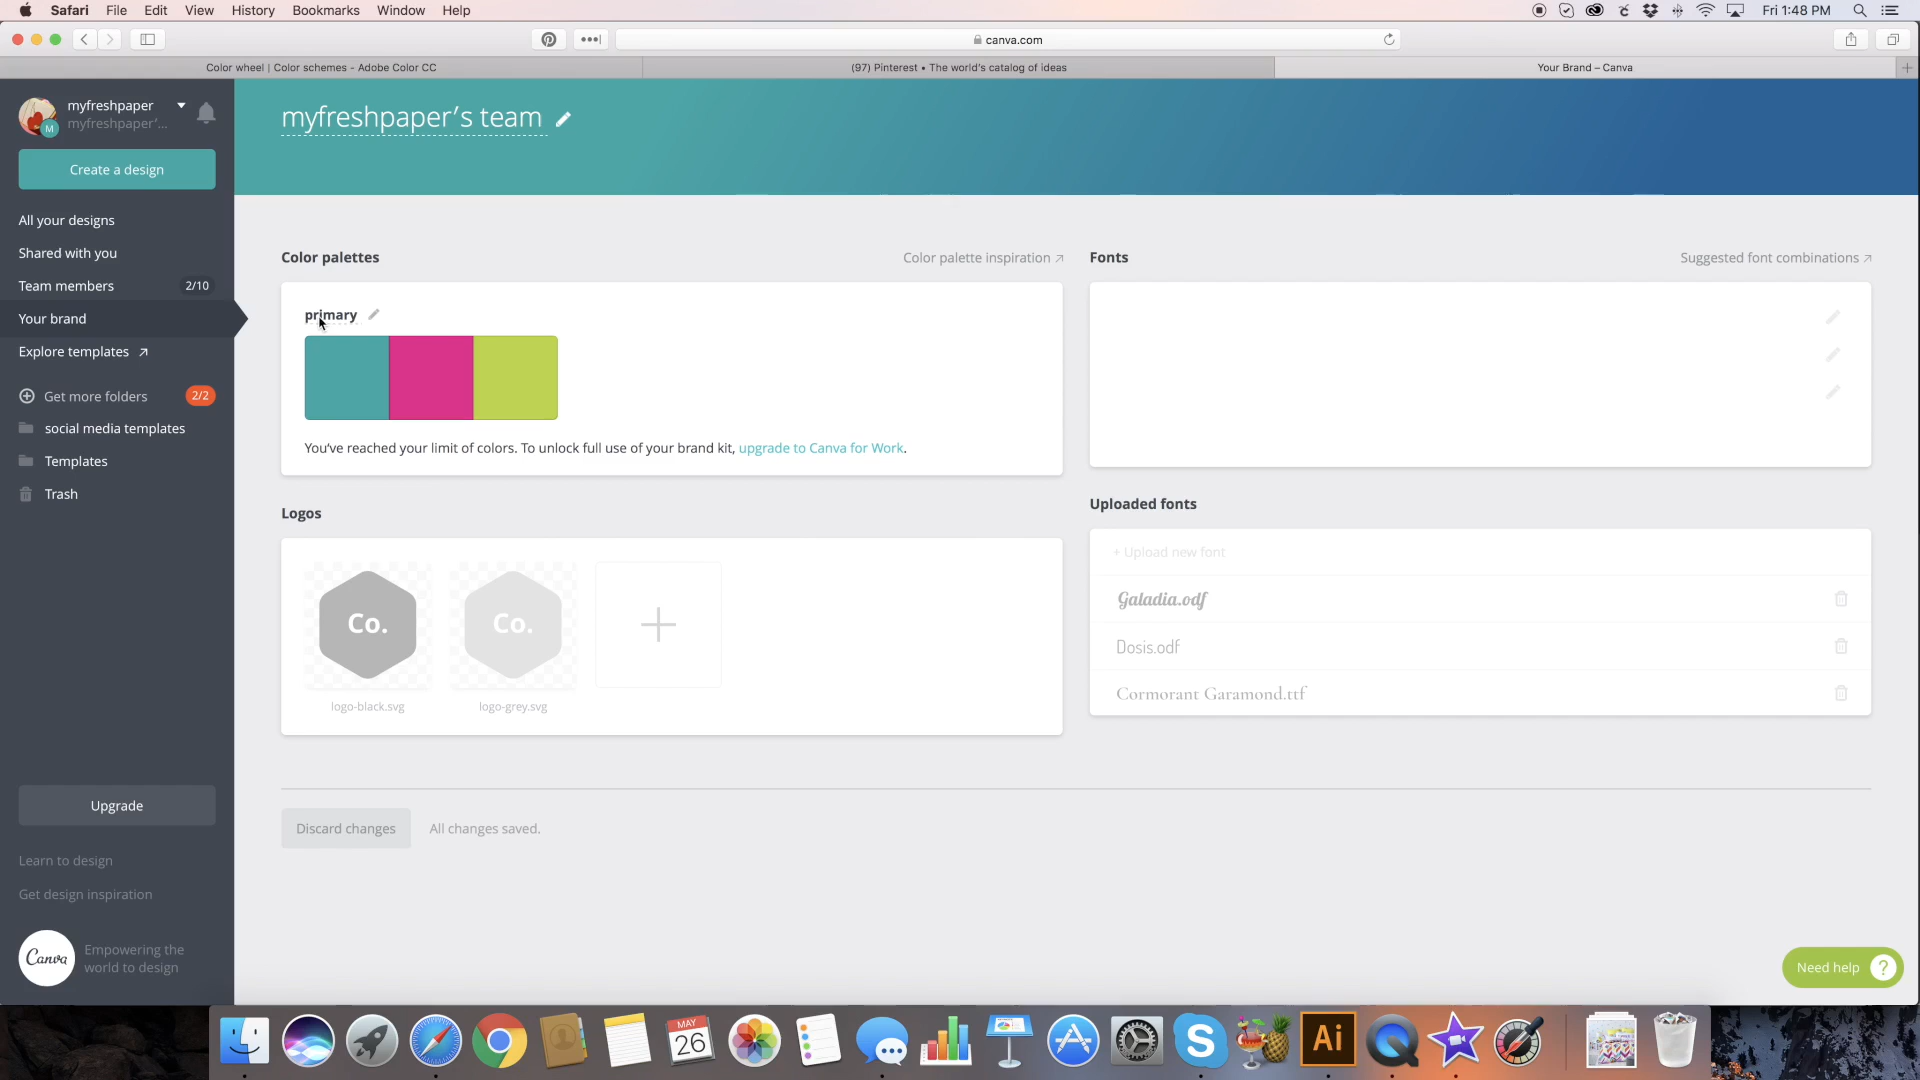 Safari File Edit View History Bookmarks Window Help Fri 1:48 PM
canva.com
Color wheel | Color schemes - Adobe Color CC
(97) Pinterest • The world's catalog of ideas
Your Brand – Canva
myfreshpaper
myfreshpaper'...
M
Create a design
All your designs
Shared with you
Team members 2/10
Your brand
Explore templates
Get more folders 2/2
social media templates
Templates
Trash
Upgrade
Learn to design
Get design inspiration
Canva
Empowering the
world to design
myfreshpaper's team
Color palettes
Color palette inspiration
primary
You've reached your limit of colors. To unlock full use of your brand kit, upgrade to Canva for Work.
Logos
Co.
Co.
logo-black.svg
logo-grey.svg
Fonts
Suggested font combinations
Uploaded fonts
+ Upload new font
Galadia.odf
Dosis.odf
Cormorant Garamond.ttf
Discard changes
All changes saved.
Need help ?
MAY
26
S
Ai